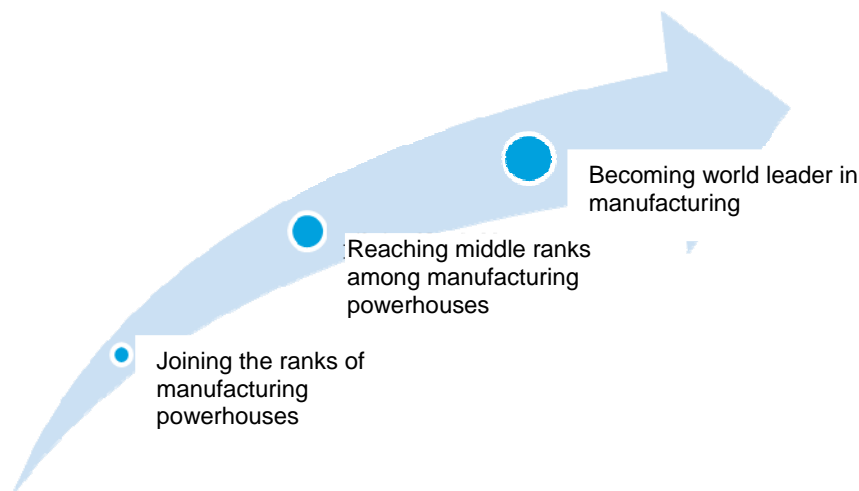 Becoming world leader in
manufacturing
Reaching middle ranks
among manufacturing
powerhouses
Joining the ranks of
manufacturing
powerhouses